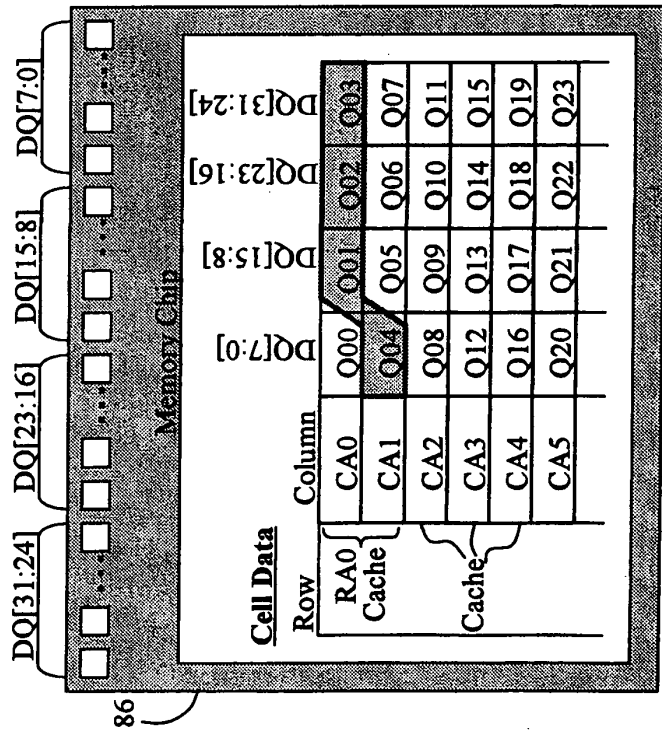 DQ[31:24] DQ[23:16] DQ[15:8] DQ[7:0]
86
Memory Chip
DQ[7:0] DQ[15:8] DQ[23:16] DQ[31:24]
Cell Data
Row Column
RA0 CA0 Q00 Q01 Q02 Q03
Cache CA1 Q04 Q05 Q06 Q07
CA2 Q08 Q09 Q10 Q11
Cache CA3 Q12 Q13 Q14 Q15
CA4 Q16 Q17 Q18 Q19
CA5 Q20 Q21 Q22 Q23